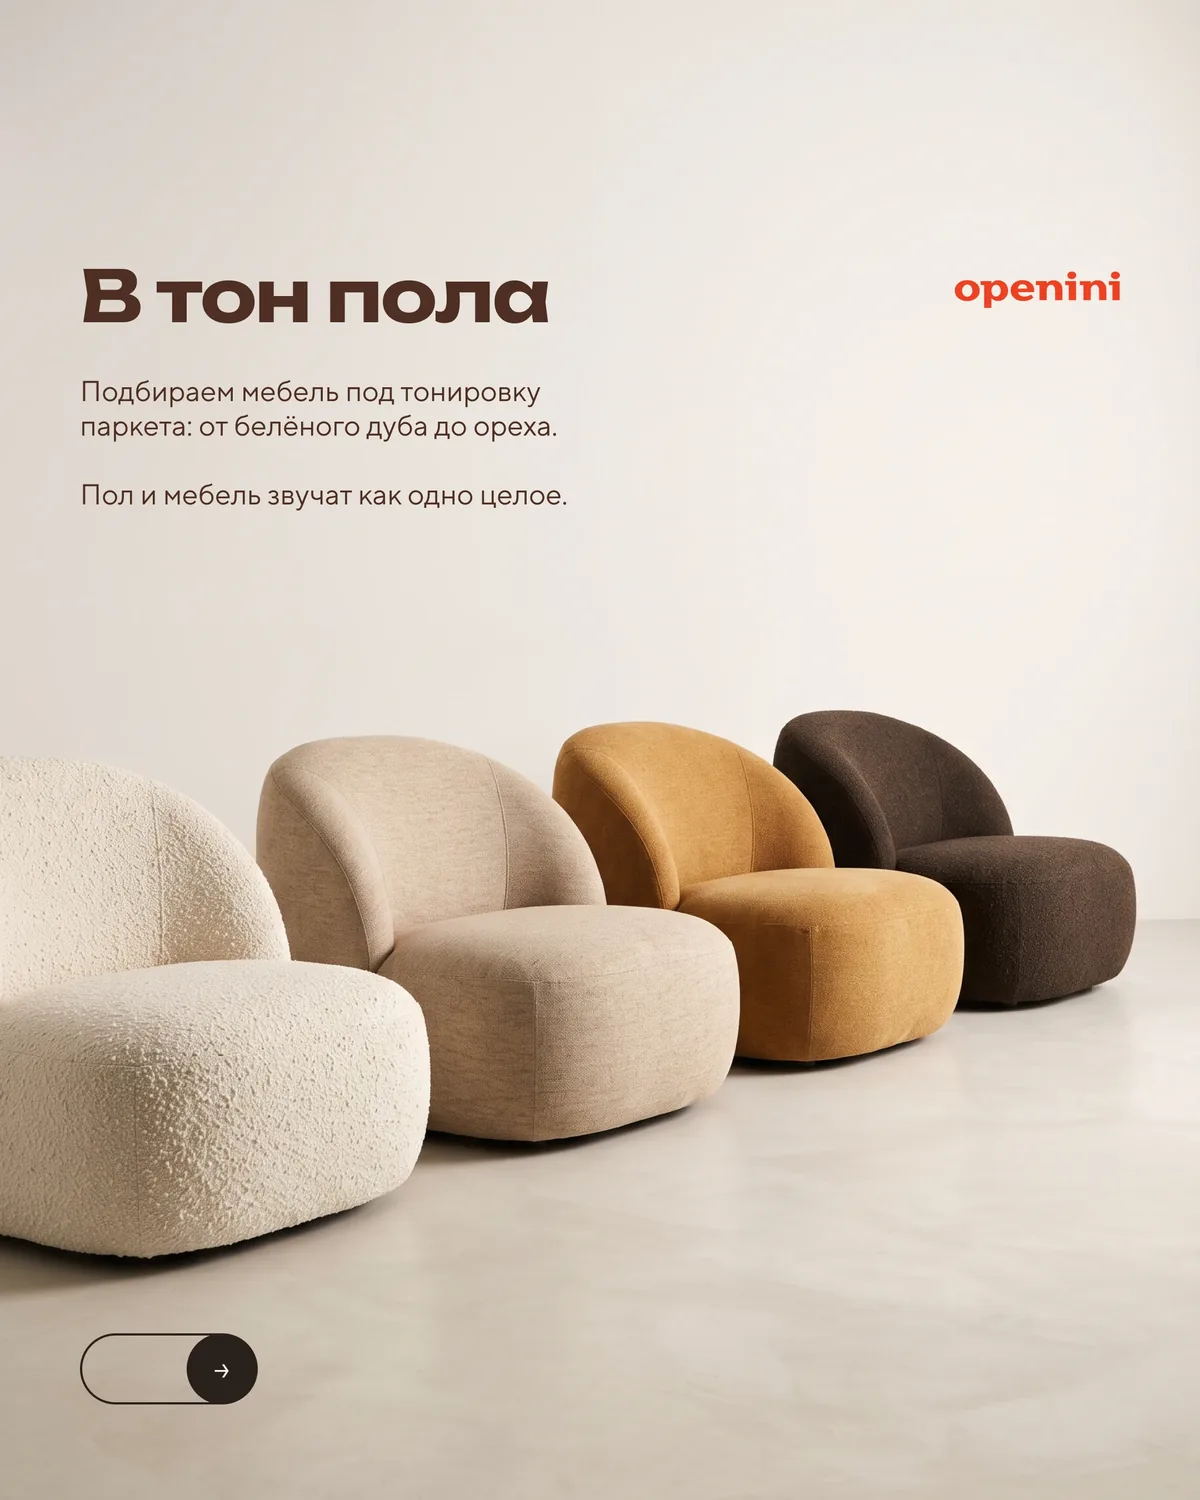 В тон пола
openini
Подбираем мебель под тонировку
паркета: от белёного дуба до ореха.
Пол и мебель звучат как одно целое.
→